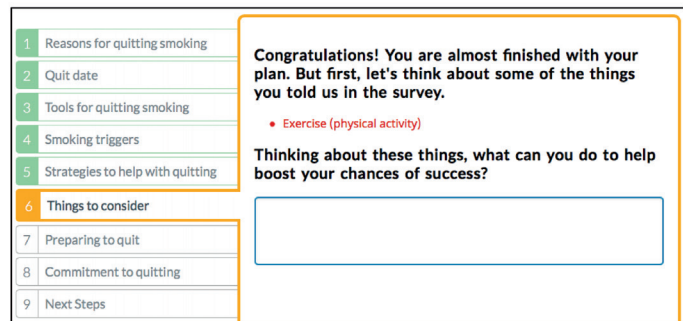 1 Reasons for quitting smoking
2 Quit date
3 Tools for quitting smoking
4 Smoking triggers
5 Strategies to help with quitting
6 Things to consider
7 Preparing to quit
8 Commitment to quitting
9 Next Steps
Congratulations! You are almost finished with your
plan. But first, let's think about some of the things
you told us in the survey.
• Exercise (physical activity)
Thinking about these things, what can you do to help
boost your chances of success?